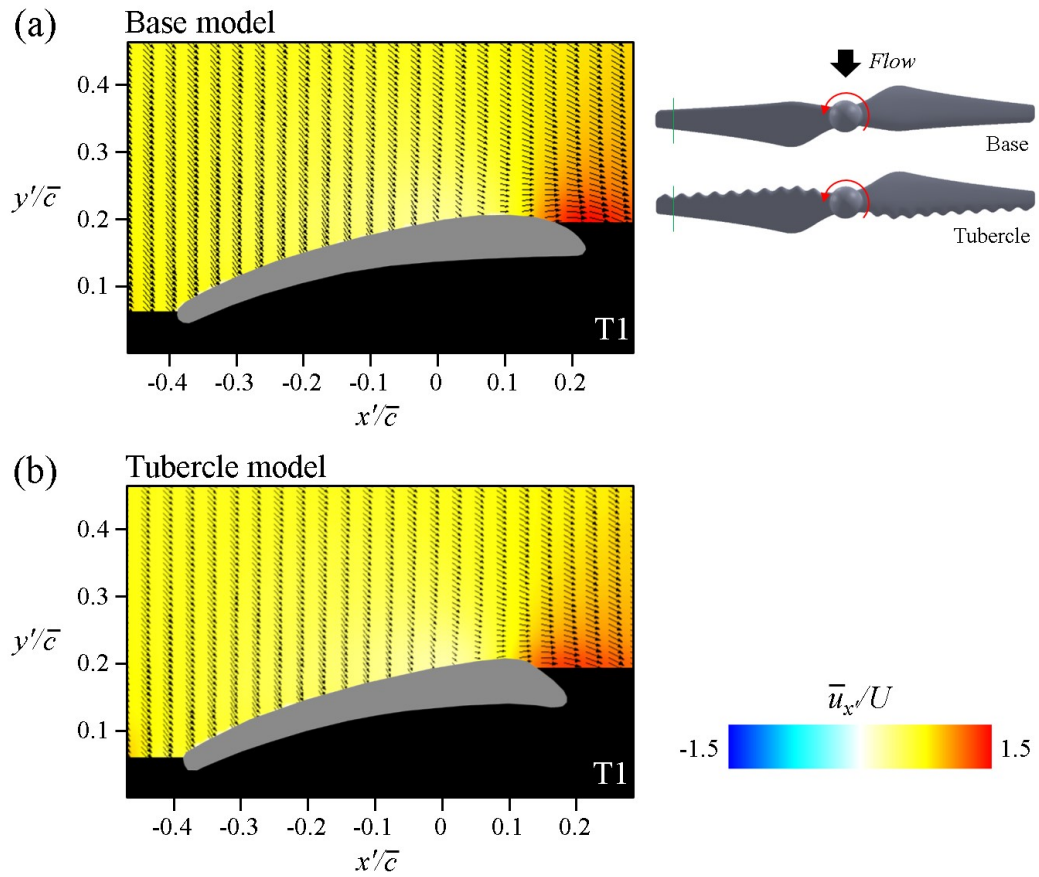 (a) Base model
0.4
0.3
y'/c̅
0.2
0.1
T1
-0.4 -0.3 -0.2 -0.1 0 0.1 0.2
x'/c̅
Flow
Base
Tubercle
(b) Tubercle model
0.4
0.3
y'/c̅
0.2
0.1
T1
-0.4 -0.3 -0.2 -0.1 0 0.1 0.2
x'/c̅
u̅x'/U
-1.5 1.5